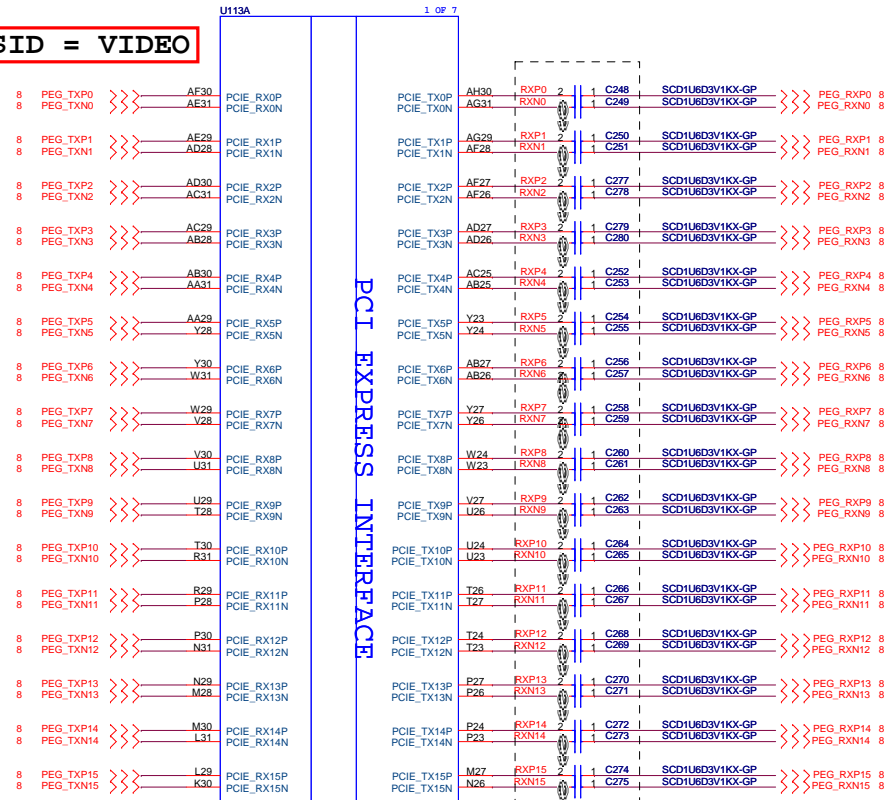 U113A 1 OF 7
SID = VIDEO
8 PEG_TXP0 AF30 PCIE_RX0P PCIE_TX0P AH30 RXP0 2 1 C248 SCD1U6D3V1KX-GP PEG_RXP0 8
8 PEG_TXN0 AE31 PCIE_RX0N PCIE_TX0N AG31 RXN0 1 C249 SCD1U6D3V1KX-GP PEG_RXN0 8
8 PEG_TXP1 AE29 PCIE_RX1P PCIE_TX1P AG29 RXP1 2 1 C250 SCD1U6D3V1KX-GP PEG_RXP1 8
8 PEG_TXN1 AD28 PCIE_RX1N PCIE_TX1N AF28 RXN1 1 C251 SCD1U6D3V1KX-GP PEG_RXN1 8
8 PEG_TXP2 AD30 PCIE_RX2P PCIE_TX2P AF27 RXP2 2 1 C277 SCD1U6D3V1KX-GP PEG_RXP2 8
8 PEG_TXN2 AC31 PCIE_RX2N PCIE_TX2N AF26 RXN2 1 C278 SCD1U6D3V1KX-GP PEG_RXN2 8
8 PEG_TXP3 AC29 PCIE_RX3P PCIE_TX3P AD27 RXP3 2 1 C279 SCD1U6D3V1KX-GP PEG_RXP3 8
8 PEG_TXN3 AB28 PCIE_RX3N PCIE_TX3N AD26 RXN3 1 C280 SCD1U6D3V1KX-GP PEG_RXN3 8
8 PEG_TXP4 AB30 PCIE_RX4P PCIE_TX4P AC25 RXP4 2 1 C252 SCD1U6D3V1KX-GP PEG_RXP4 8
8 PEG_TXN4 AA31 PCIE_RX4N PCIE_TX4N AB25 RXN4 1 C253 SCD1U6D3V1KX-GP PEG_RXN4 8
8 PEG_TXP5 AA29 PCIE_RX5P PCIE_TX5P Y23 RXP5 2 1 C254 SCD1U6D3V1KX-GP PEG_RXP5 8
8 PEG_TXN5 Y28 PCIE_RX5N PCIE_TX5N Y24 RXN5 1 C255 SCD1U6D3V1KX-GP PEG_RXN5 8
8 PEG_TXP6 Y30 PCIE_RX6P PCIE_TX6P AB27 RXP6 2 1 C256 SCD1U6D3V1KX-GP PEG_RXP6 8
8 PEG_TXN6 W31 PCIE_RX6N PCIE_TX6N AB26 RXN6 1 C257 SCD1U6D3V1KX-GP PEG_RXN6 8
8 PEG_TXP7 W29 PCIE_RX7P PCIE_TX7P Y27 RXP7 2 1 C258 SCD1U6D3V1KX-GP PEG_RXP7 8
8 PEG_TXN7 V28 PCIE_RX7N PCIE_TX7N Y26 RXN7 1 C259 SCD1U6D3V1KX-GP PEG_RXN7 8
8 PEG_TXP8 V30 PCIE_RX8P PCIE_TX8P W24 RXP8 2 1 C260 SCD1U6D3V1KX-GP PEG_RXP8 8
8 PEG_TXN8 U31 PCIE_RX8N PCIE_TX8N W23 RXN8 1 C261 SCD1U6D3V1KX-GP PEG_RXN8 8
8 PEG_TXP9 U29 PCIE_RX9P PCIE_TX9P V27 RXP9 2 1 C262 SCD1U6D3V1KX-GP PEG_RXP9 8
8 PEG_TXN9 T28 PCIE_RX9N PCIE_TX9N U26 RXN9 1 C263 SCD1U6D3V1KX-GP PEG_RXN9 8
8 PEG_TXP10 T30 PCIE_RX10P PCIE_TX10P U24 RXP10 2 1 C264 SCD1U6D3V1KX-GP PEG_RXP10 8
8 PEG_TXN10 R31 PCIE_RX10N PCIE_TX10N U23 RXN10 1 C265 SCD1U6D3V1KX-GP PEG_RXN10 8
8 PEG_TXP11 R29 PCIE_RX11P PCIE_TX11P T26 RXP11 2 1 C266 SCD1U6D3V1KX-GP PEG_RXP11 8
8 PEG_TXN11 P28 PCIE_RX11N PCIE_TX11N T27 RXN11 1 C267 SCD1U6D3V1KX-GP PEG_RXN11 8
8 PEG_TXP12 P30 PCIE_RX12P PCIE_TX12P T24 RXP12 2 1 C268 SCD1U6D3V1KX-GP PEG_RXP12 8
8 PEG_TXN12 N31 PCIE_RX12N PCIE_TX12N T23 RXN12 1 C269 SCD1U6D3V1KX-GP PEG_RXN12 8
8 PEG_TXP13 N29 PCIE_RX13P PCIE_TX13P P27 RXP13 2 1 C270 SCD1U6D3V1KX-GP PEG_RXP13 8
8 PEG_TXN13 M28 PCIE_RX13N PCIE_TX13N P26 RXN13 1 C271 SCD1U6D3V1KX-GP PEG_RXN13 8
8 PEG_TXP14 M30 PCIE_RX14P PCIE_TX14P P24 RXP14 2 1 C272 SCD1U6D3V1KX-GP PEG_RXP14 8
8 PEG_TXN14 L31 PCIE_RX14N PCIE_TX14N P23 RXN14 1 C273 SCD1U6D3V1KX-GP PEG_RXN14 8
8 PEG_TXP15 L29 PCIE_RX15P PCIE_TX15P M27 RXP15 2 1 C274 SCD1U6D3V1KX-GP PEG_RXP15 8
8 PEG_TXN15 K30 PCIE_RX15N PCIE_TX15N N26 RXN15 1 C275 SCD1U6D3V1KX-GP PEG_RXN15 8
PCI EXPRESS INTERFACE